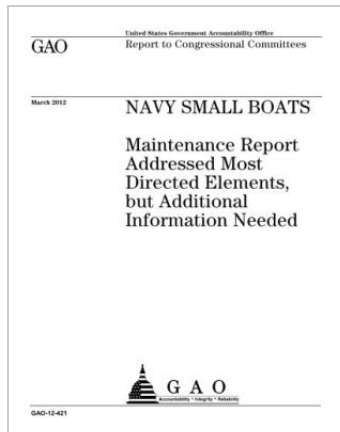 United States Government Accountability Office
GAO
Report to Congressional Committees
March 2012
NAVY SMALL BOATS
Maintenance Report
Addressed Most
Directed Elements,
but Additional
Information Needed
G A O
Accountability * Integrity * Reliability
GAO-12-421